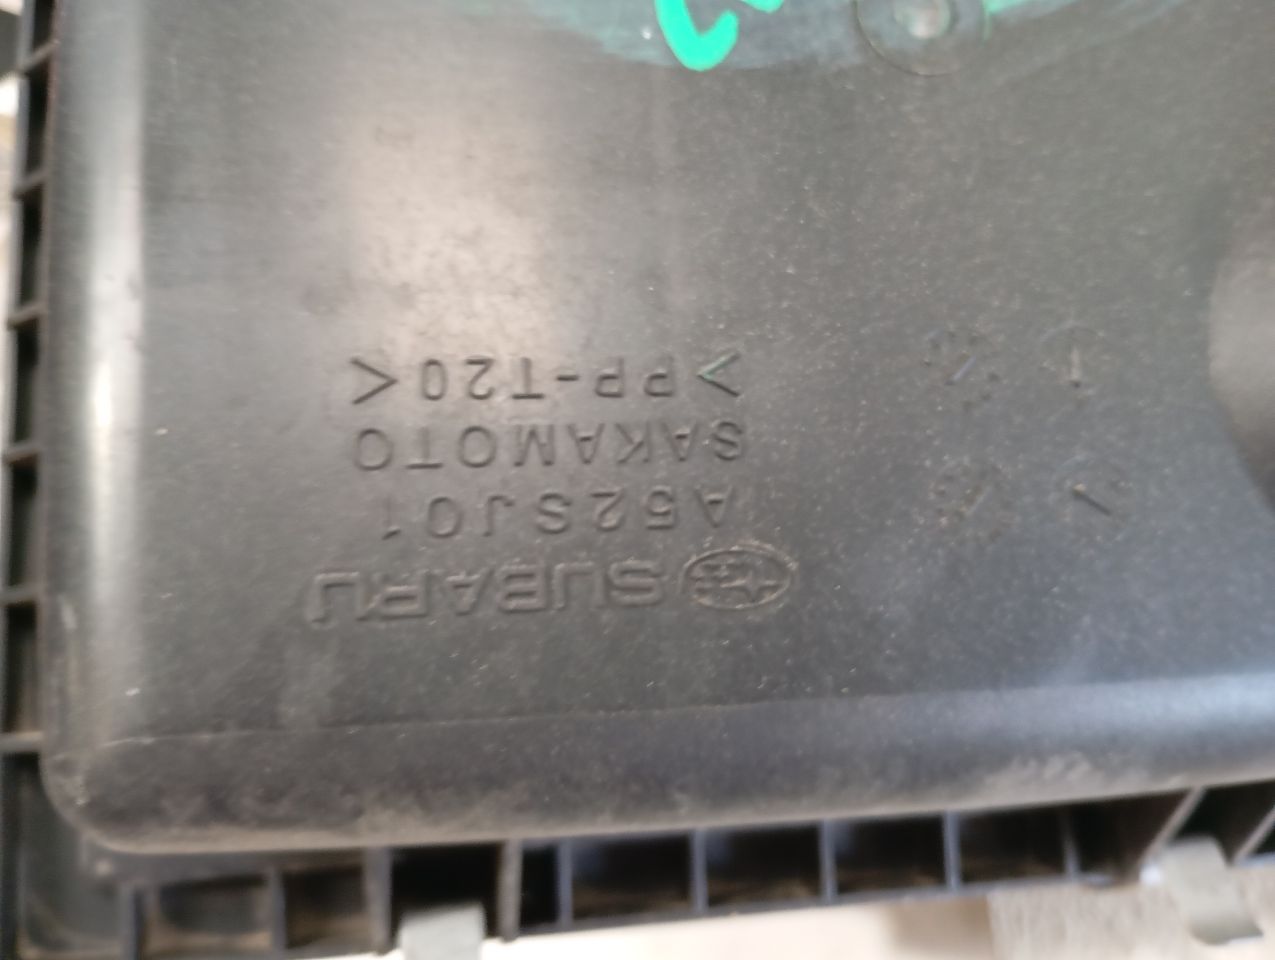 SUBARU
A52SJ01
SAKAMOTO
>PP-T20<